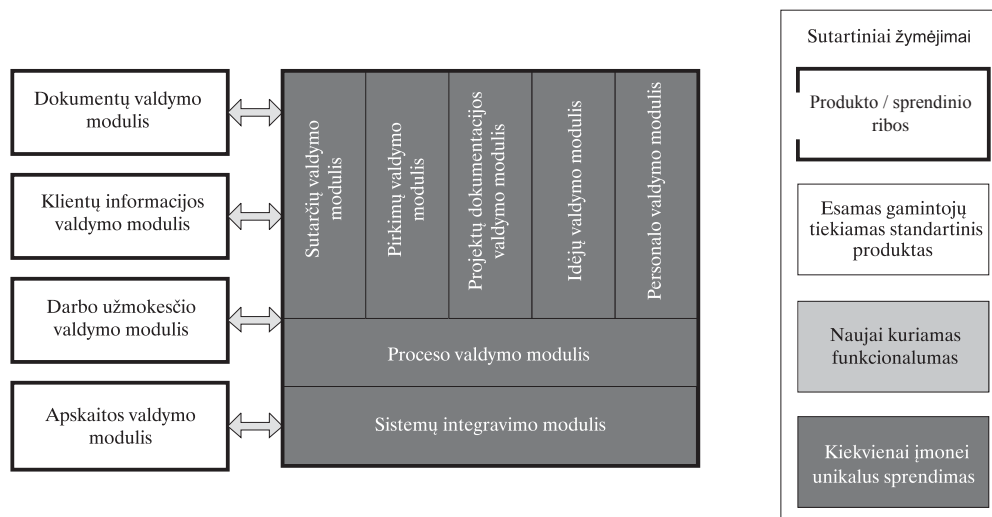 Dokumentų valdymo
modulis
Klientų informacijos
valdymo modulis
Darbo užmokesčio
valdymo modulis
Apskaitos valdymo
modulis
Sutarčių valdymo
modulis
Pirkimų valdymo
modulis
Projektų dokumentacijos
valdymo modulis
Idėjų valdymo modulis
Personalo valdymo modulis
Proceso valdymo modulis
Sistemų integravimo modulis
Sutartiniai žymėjimai
Produkto / sprendinio
ribos
Esamas gamintojų
tiekiamas standartinis
produktas
Naujai kuriamas
funkcionalumas
Kiekvienai įmonei
unikalus sprendimas